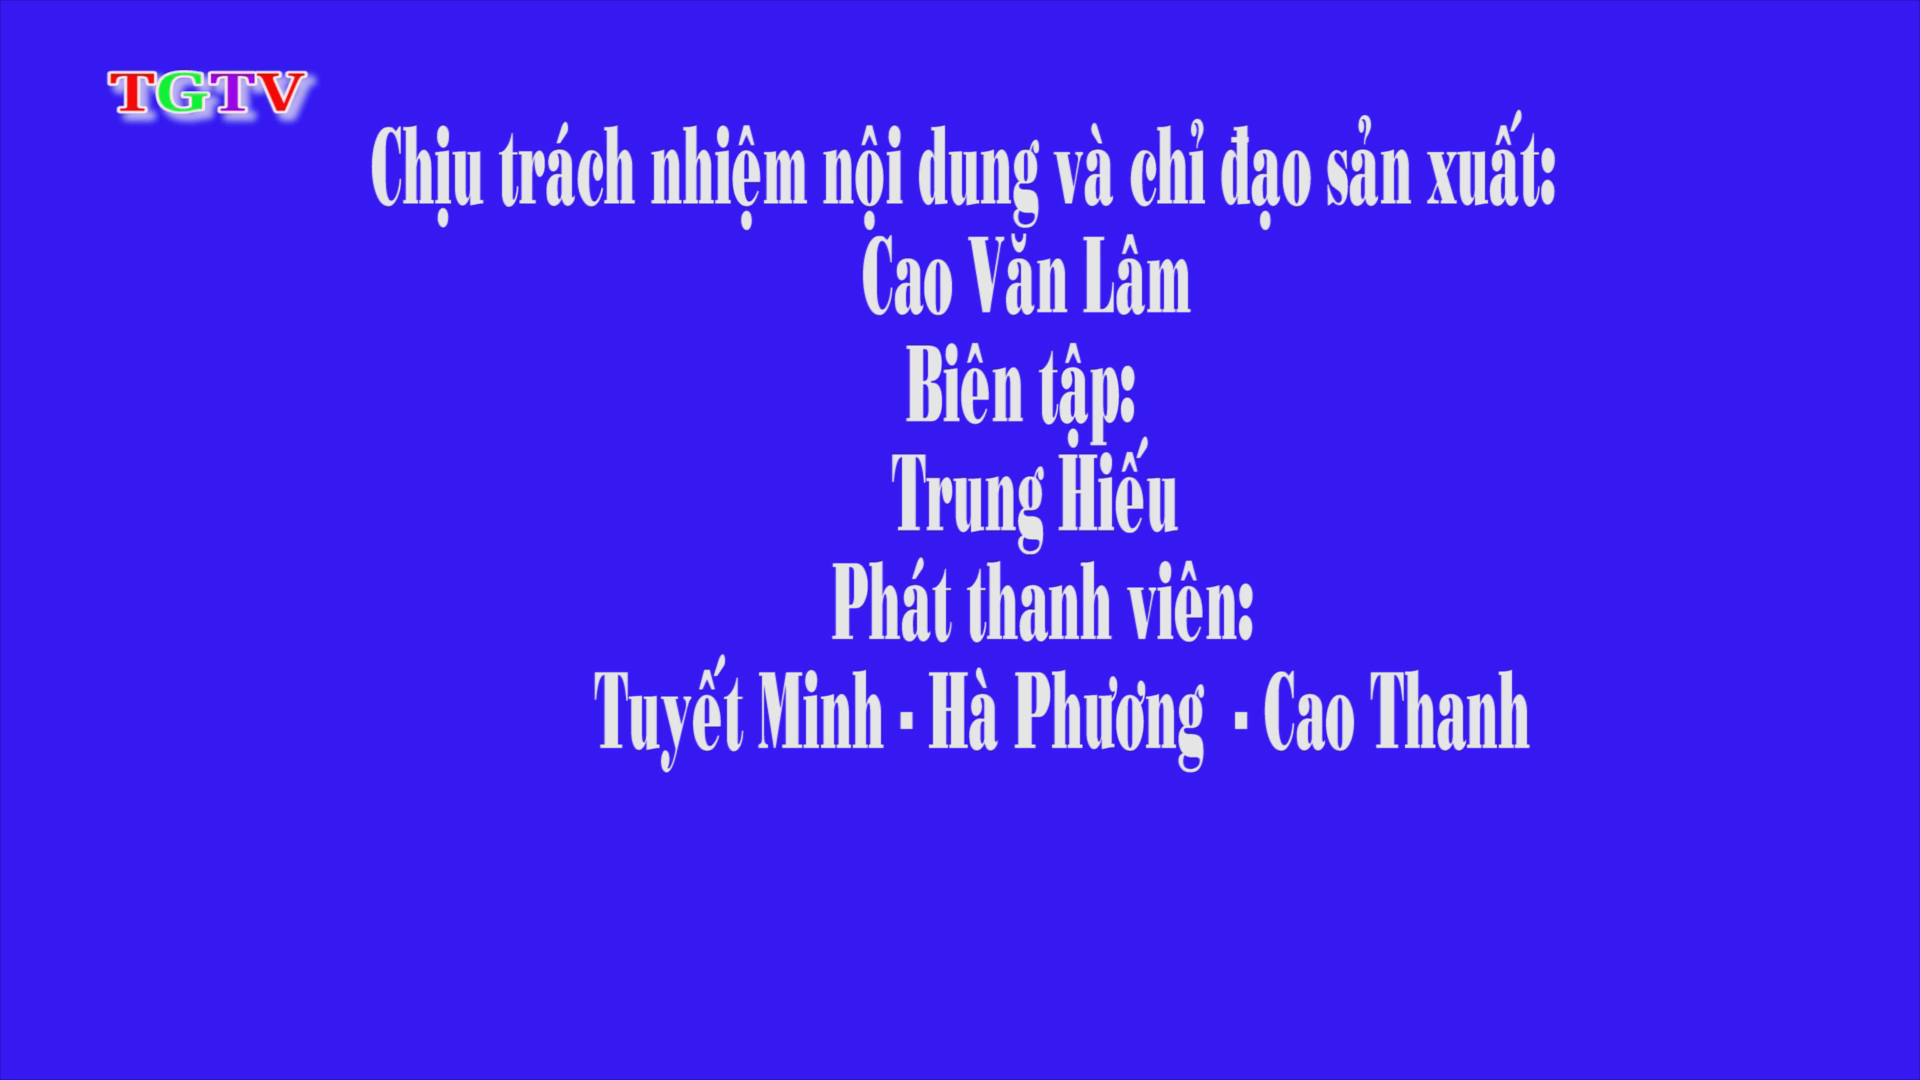 TGTV
Chịu trách nhiệm nội dung và chỉ đạo sản xuất:
Cao Văn Lâm
Biên tập:
Trung Hiếu
Phát thanh viên:
Tuyết Minh - Hà Phương - Cao Thanh